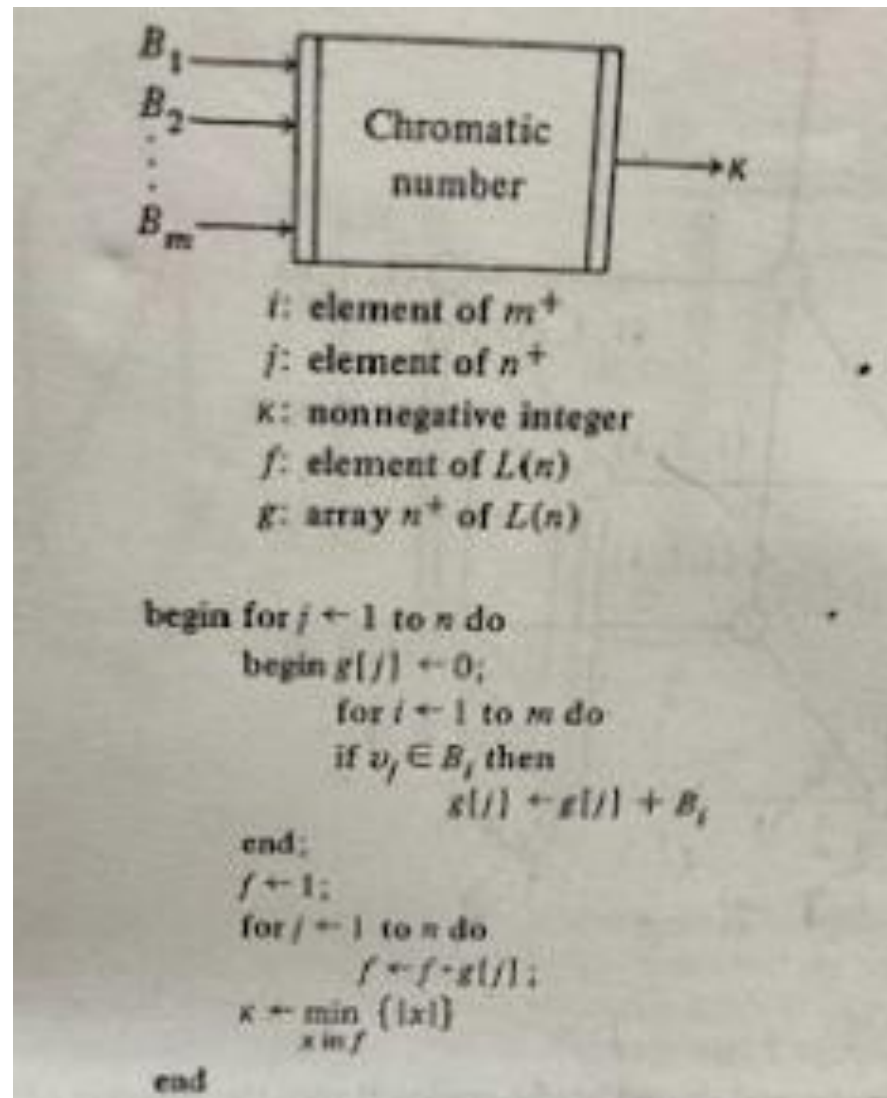 B₁
B₂
⋮
Bₘ
Chromatic
number
κ
i: element of m⁺
j: element of n⁺
κ: nonnegative integer
f: element of L(n)
g: array n⁺ of L(n)
begin for j ← 1 to n do
begin g[j] ← 0;
for i ← 1 to m do
if vⱼ ∈ Bᵢ then
g[j] ← g[j] + Bᵢ
end;
f ← 1;
for j ← 1 to n do
f ← f · g[j];
κ ← min {|x|}
x in f
end